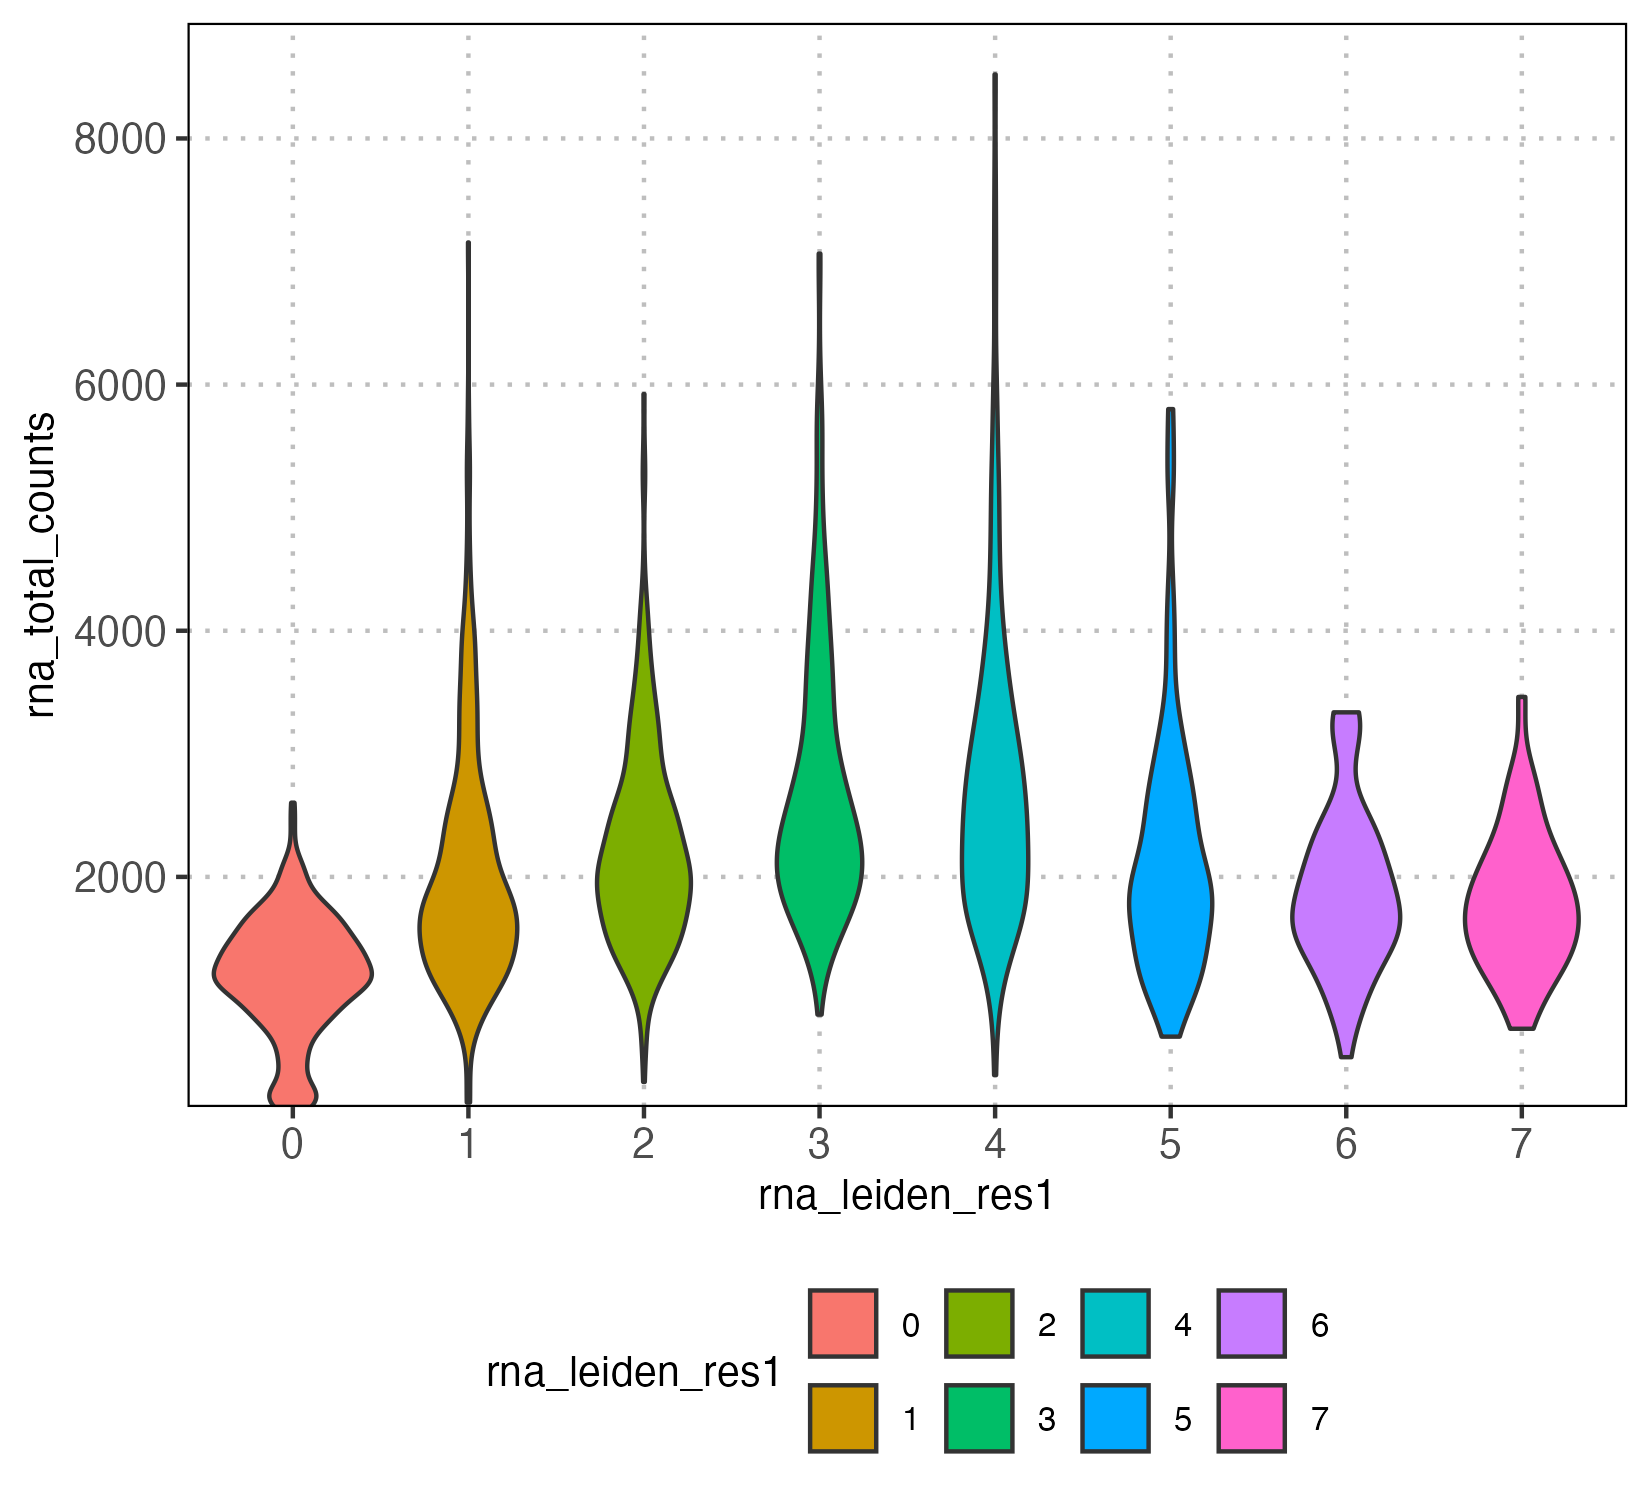 rna_total_counts
8000
6000
4000
2000
0 1 2 3 4 5 6 7
rna_leiden_res1
rna_leiden_res1
0 2 4 6
1 3 5 7